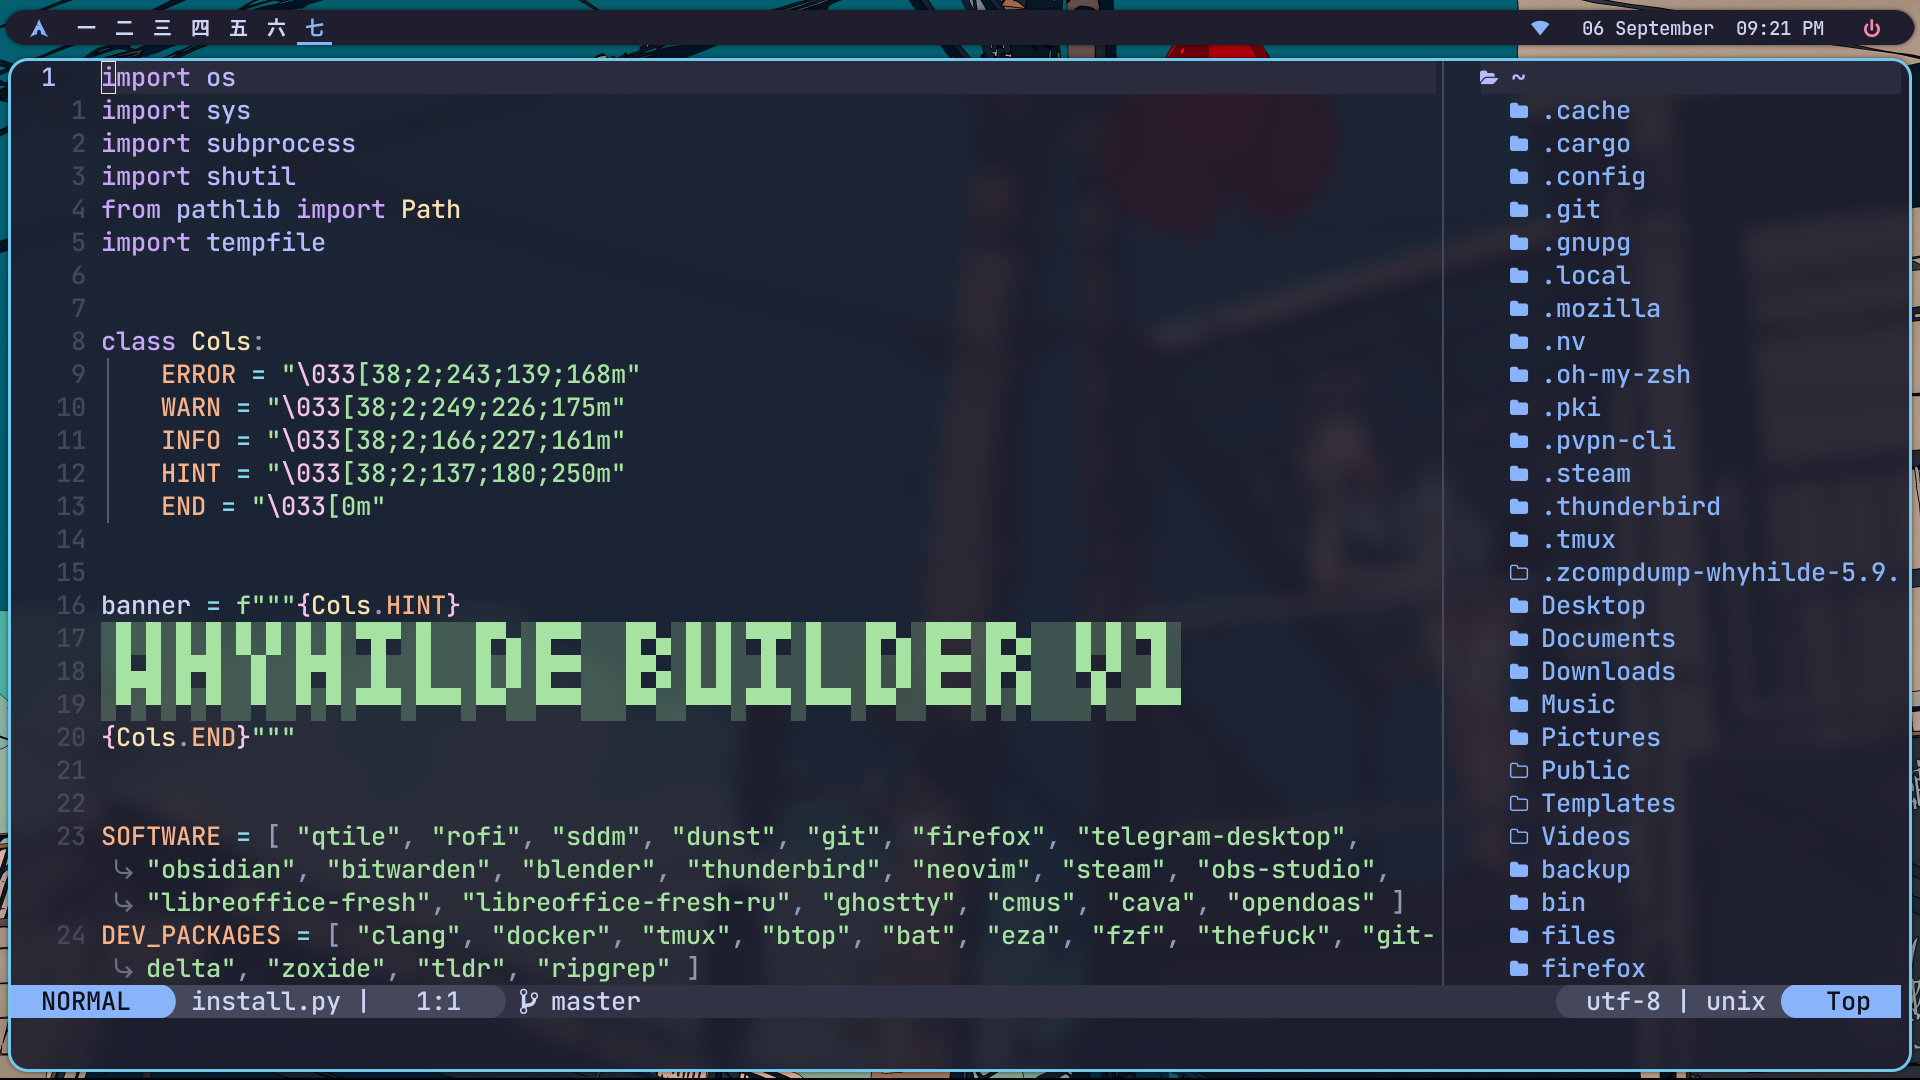 一 二 三 四 五 六 七
06 September 09:21 PM
1 import os
1 import sys
2 import subprocess
3 import shutil
4 from pathlib import Path
5 import tempfile
6
7
8 class Cols:
9 ERROR = "\033[38;2;243;139;168m"
10 WARN = "\033[38;2;249;226;175m"
11 INFO = "\033[38;2;166;227;161m"
12 HINT = "\033[38;2;137;180;250m"
13 END = "\033[0m"
14
15
16 banner = f"""{Cols.HINT}
17
18 WHYHILDE BUILDER V1
19
20 {Cols.END}"""
21
22
23 SOFTWARE = [ "qtile", "rofi", "sddm", "dunst", "git", "firefox", "telegram-desktop",
"obsidian", "bitwarden", "blender", "thunderbird", "neovim", "steam", "obs-studio",
"libreoffice-fresh", "libreoffice-fresh-ru", "ghostty", "cmus", "cava", "opendoas" ]
24 DEV_PACKAGES = [ "clang", "docker", "tmux", "btop", "bat", "eza", "fzf", "thefuck", "git-
delta", "zoxide", "tldr", "ripgrep" ]
~
.cache
.cargo
.config
.git
.gnupg
.local
.mozilla
.nv
.oh-my-zsh
.pki
.pvpn-cli
.steam
.thunderbird
.tmux
.zcompdump-whyhilde-5.9.
Desktop
Documents
Downloads
Music
Pictures
Public
Templates
Videos
backup
bin
files
firefox
NORMAL install.py | 1:1 master utf-8 | unix Top